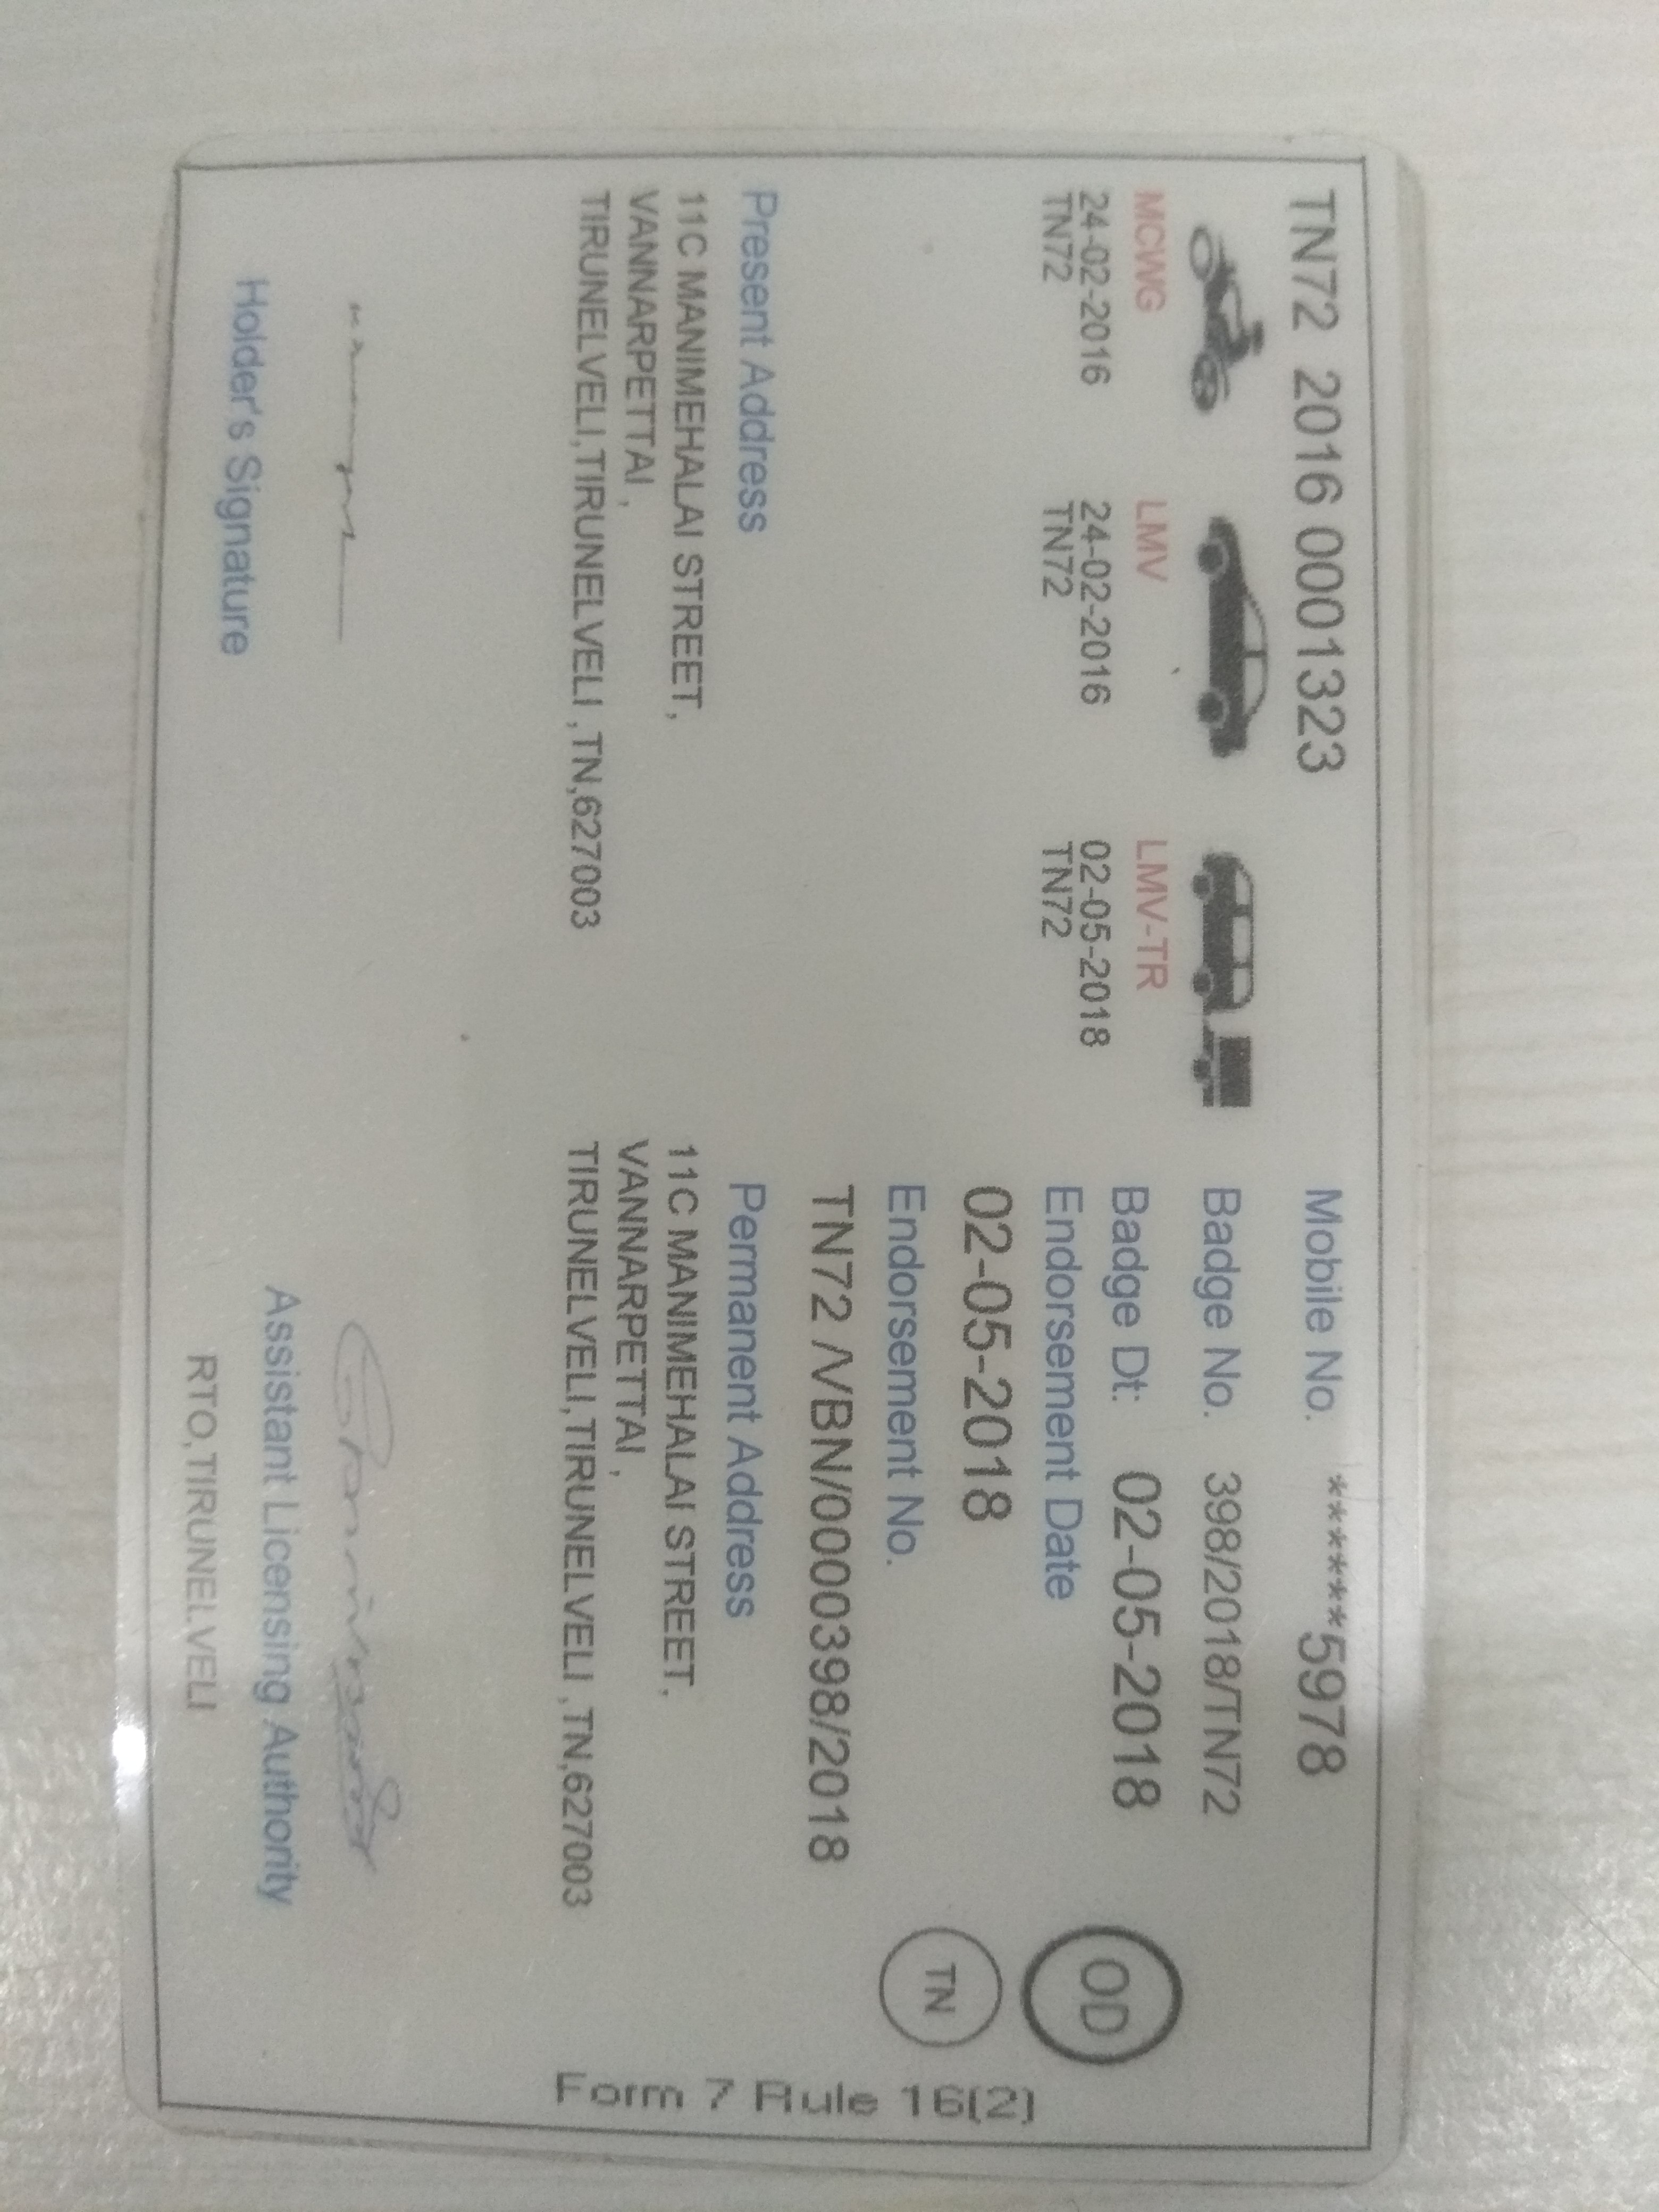 TN72 2016 0001323
Mobile No. ******5978
Badge No. 398/2018/TN72
MCWG LMV LMV-TR
Badge Dt: 02-05-2018
24-02-2016 24-02-2016 02-05-2018
TN72 TN72 TN72
Endorsement Date
02-05-2018
OD
Endorsement No.
TN72 /VBN/0000398/2018
TN
Present Address
11C MANIMEHALAI STREET,
VANNARPETTAI ,
TIRUNELVELI,TIRUNELVELI ,TN,627003
Permanent Address
11C MANIMEHALAI STREET,
VANNARPETTAI ,
TIRUNELVELI,TIRUNELVELI ,TN,627003
Holder's Signature
Assistant Licensing Authority
RTO,TIRUNELVELI
Form 7 Rule 16(2)